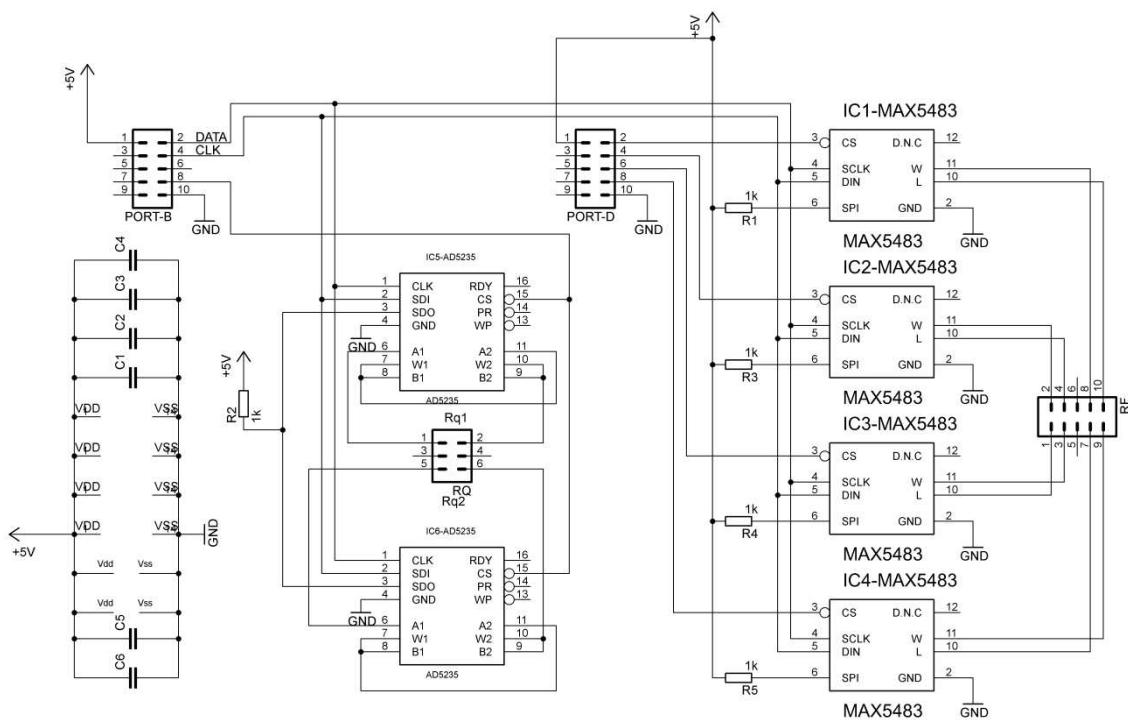 +5V
+5V
1 2 DATA
3 4 CLK
5 6
7 8
9 10
PORT-B
GND
1 2
3 4
5 6
7 8
9 10
PORT-D
GND
IC1-MAX5483
3 CS D.N.C 12
4 SCLK W 11
5 DIN L 10
6 SPI GND 2
1k
R1
GND
MAX5483
IC2-MAX5483
3 CS D.N.C 12
4 SCLK W 11
5 DIN L 10
6 SPI GND 2
1k
R3
GND
MAX5483
IC3-MAX5483
3 CS D.N.C 12
4 SCLK W 11
5 DIN L 10
6 SPI GND 2
1k
R4
GND
MAX5483
IC4-MAX5483
3 CS D.N.C 12
4 SCLK W 11
5 DIN L 10
6 SPI GND 2
1k
R5
GND
MAX5483
2 4 6 8 10
1 3 5 7 9
C4
C3
C2
C1
VDD VSS
VDD VSS
VDD VSS
VDD VSS
+5V
GND
Vdd Vss
Vdd Vss
C5
C6
IC5-AD5235
1 CLK RDY 16
2 SDI CS 15
3 SDO PR 14
4 GND WP 13
GND
6 A1 A2 11
7 W1 W2 10
8 B1 B2 9
AD5235
+5V
R2
1k
Rq1
1 2
3 4
5 6
RQ
Rq2
IC6-AD5235
1 CLK RDY 16
2 SDI CS 15
3 SDO PR 14
4 GND WP 13
GND
6 A1 A2 11
7 W1 W2 10
8 B1 B2 9
AD5235